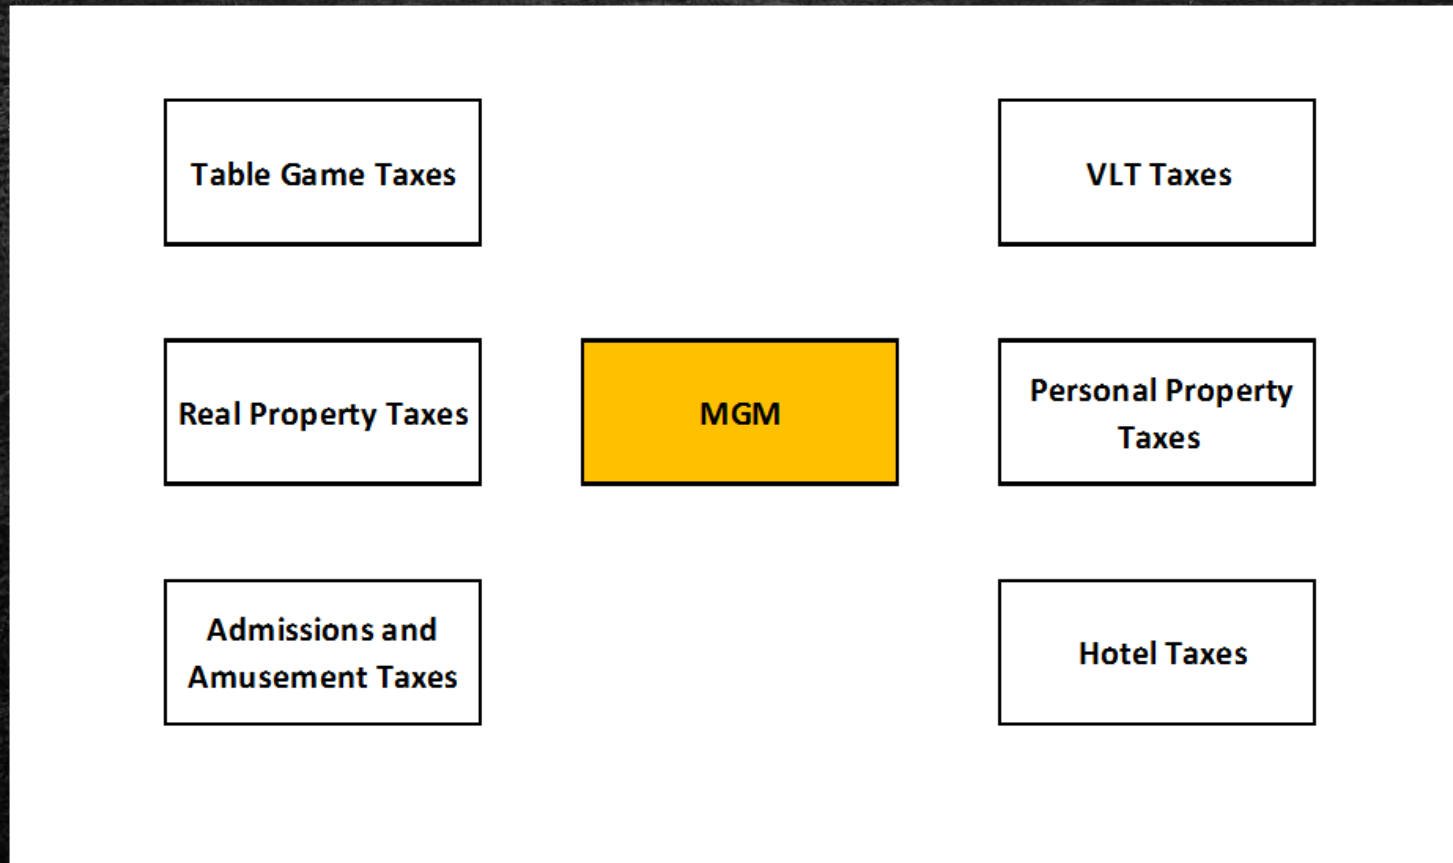 Table Game Taxes
VLT Taxes
Real Property Taxes
MGM
Personal Property
Taxes
Admissions and
Amusement Taxes
Hotel Taxes